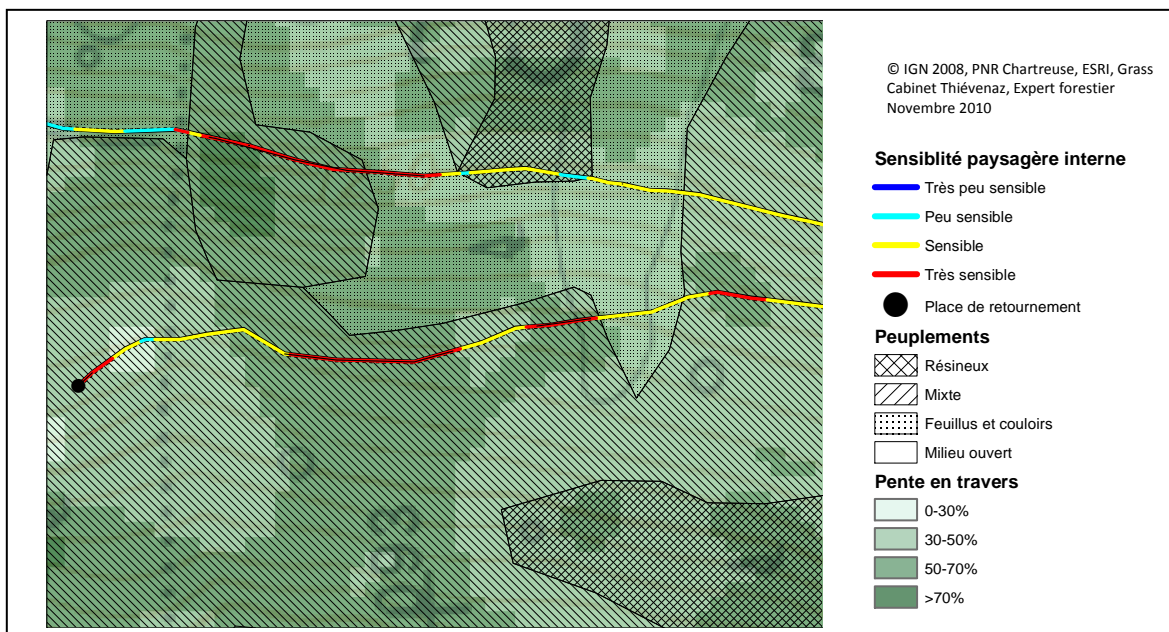 © IGN 2008, PNR Chartreuse, ESRI, Grass
Cabinet Thiévenaz, Expert forestier
Novembre 2010
Sensiblité paysagère interne
Très peu sensible
Peu sensible
Sensible
Très sensible
Place de retournement
Peuplements
Résineux
Mixte
Feuillus et couloirs
Milieu ouvert
Pente en travers
0-30%
30-50%
50-70%
>70%